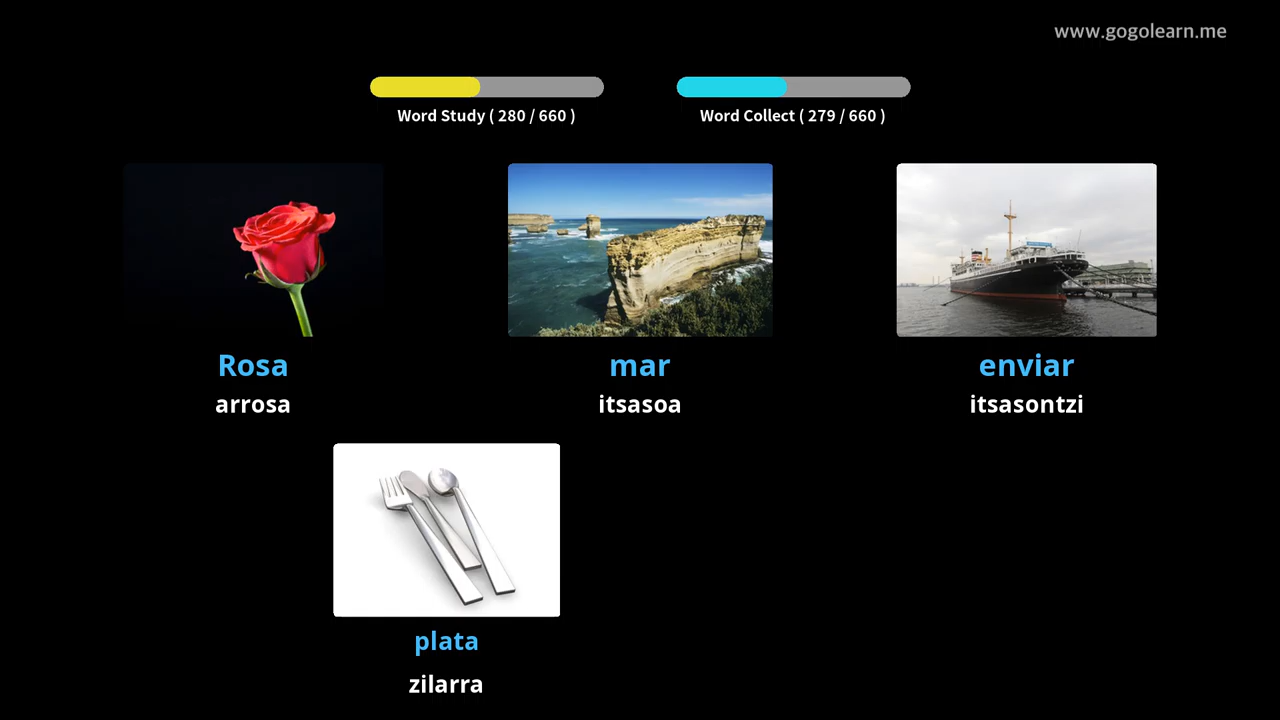 www.gogolearn.me
Word Study ( 280 / 660 )
Word Collect ( 279 / 660 )
Rosa
arrosa
mar
itsasoa
enviar
itsasontzi
plata
zilarra